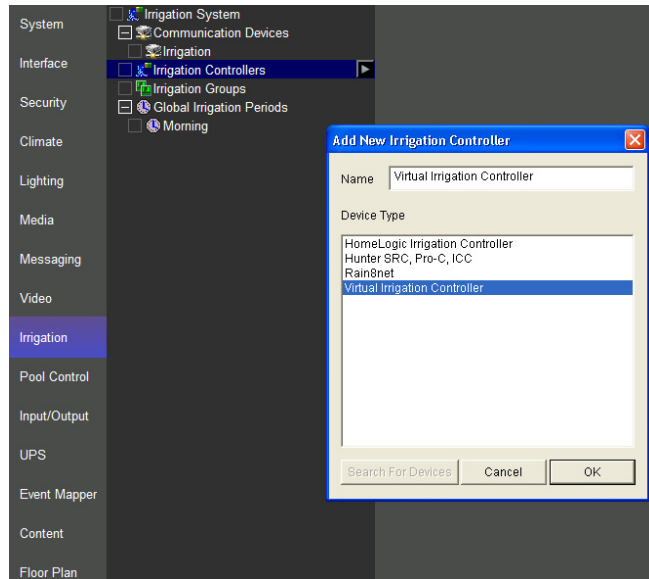 System
Interface
Security
Climate
Lighting
Media
Messaging
Video
Irrigation
Pool Control
Input/Output
UPS
Event Mapper
Content
Floor Plan
Irrigation System
Communication Devices
Irrigation
Irrigation Controllers
Irrigation Groups
Global Irrigation Periods
Morning
Add New Irrigation Controller
Name Virtual Irrigation Controller
Device Type
HomeLogic Irrigation Controller
Hunter SRC, Pro-C, ICC
Rain8net
Virtual Irrigation Controller
Search For Devices Cancel OK